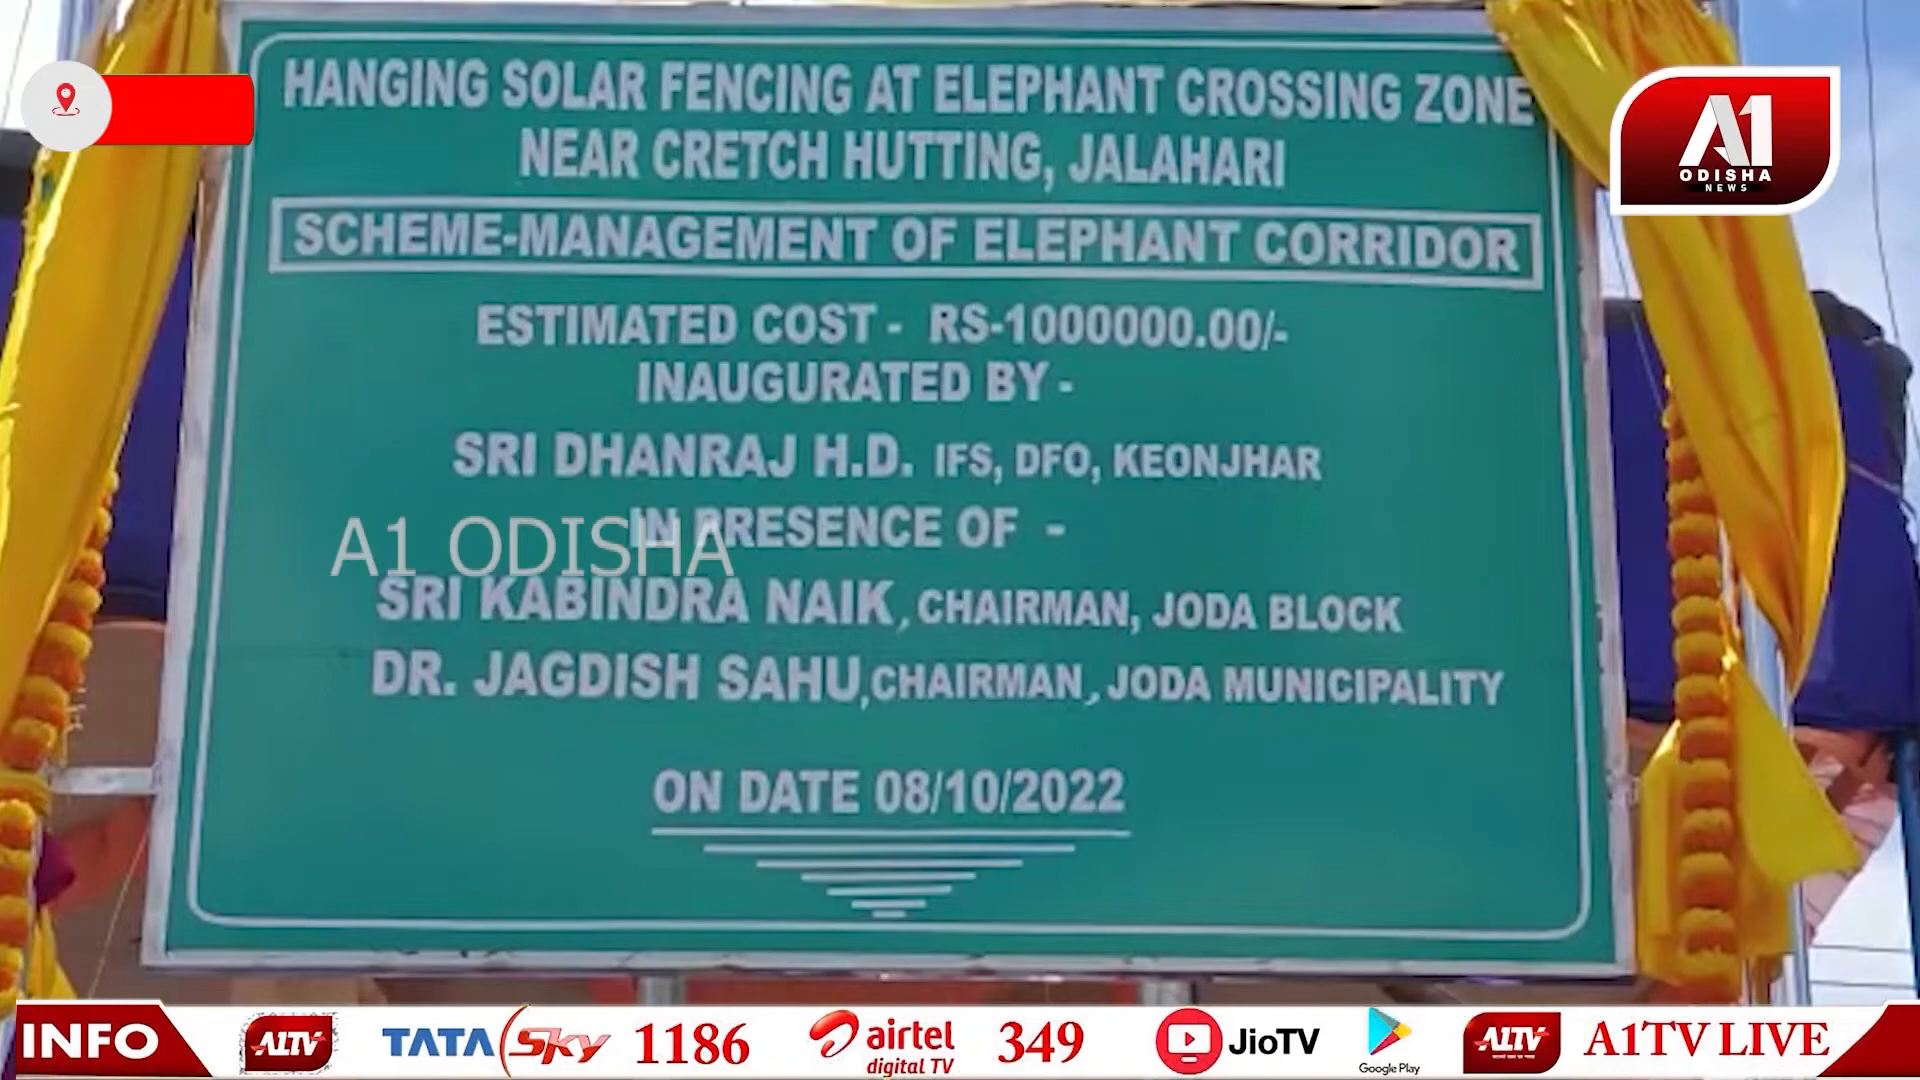 HANGING SOLAR FENCING AT ELEPHANT CROSSING ZONE
NEAR CRETCH HUTTING, JALAHARI
SCHEME-MANAGEMENT OF ELEPHANT CORRIDOR
ESTIMATED COST - RS-1000000.00/-
INAUGURATED BY -
SRI DHANRAJ H.D. IFS, DFO, KEONJHAR
IN PRESENCE OF -
SRI KABINDRA NAIK, CHAIRMAN, JODA BLOCK
DR. JAGDISH SAHU, CHAIRMAN, JODA MUNICIPALITY
ON DATE 08/10/2022
A1 ODISHA
A1
ODISHA
NEWS
INFO A1TV TATA Sky 1186 airtel digital TV 349 JioTV Google Play A1TV A1TV LIVE